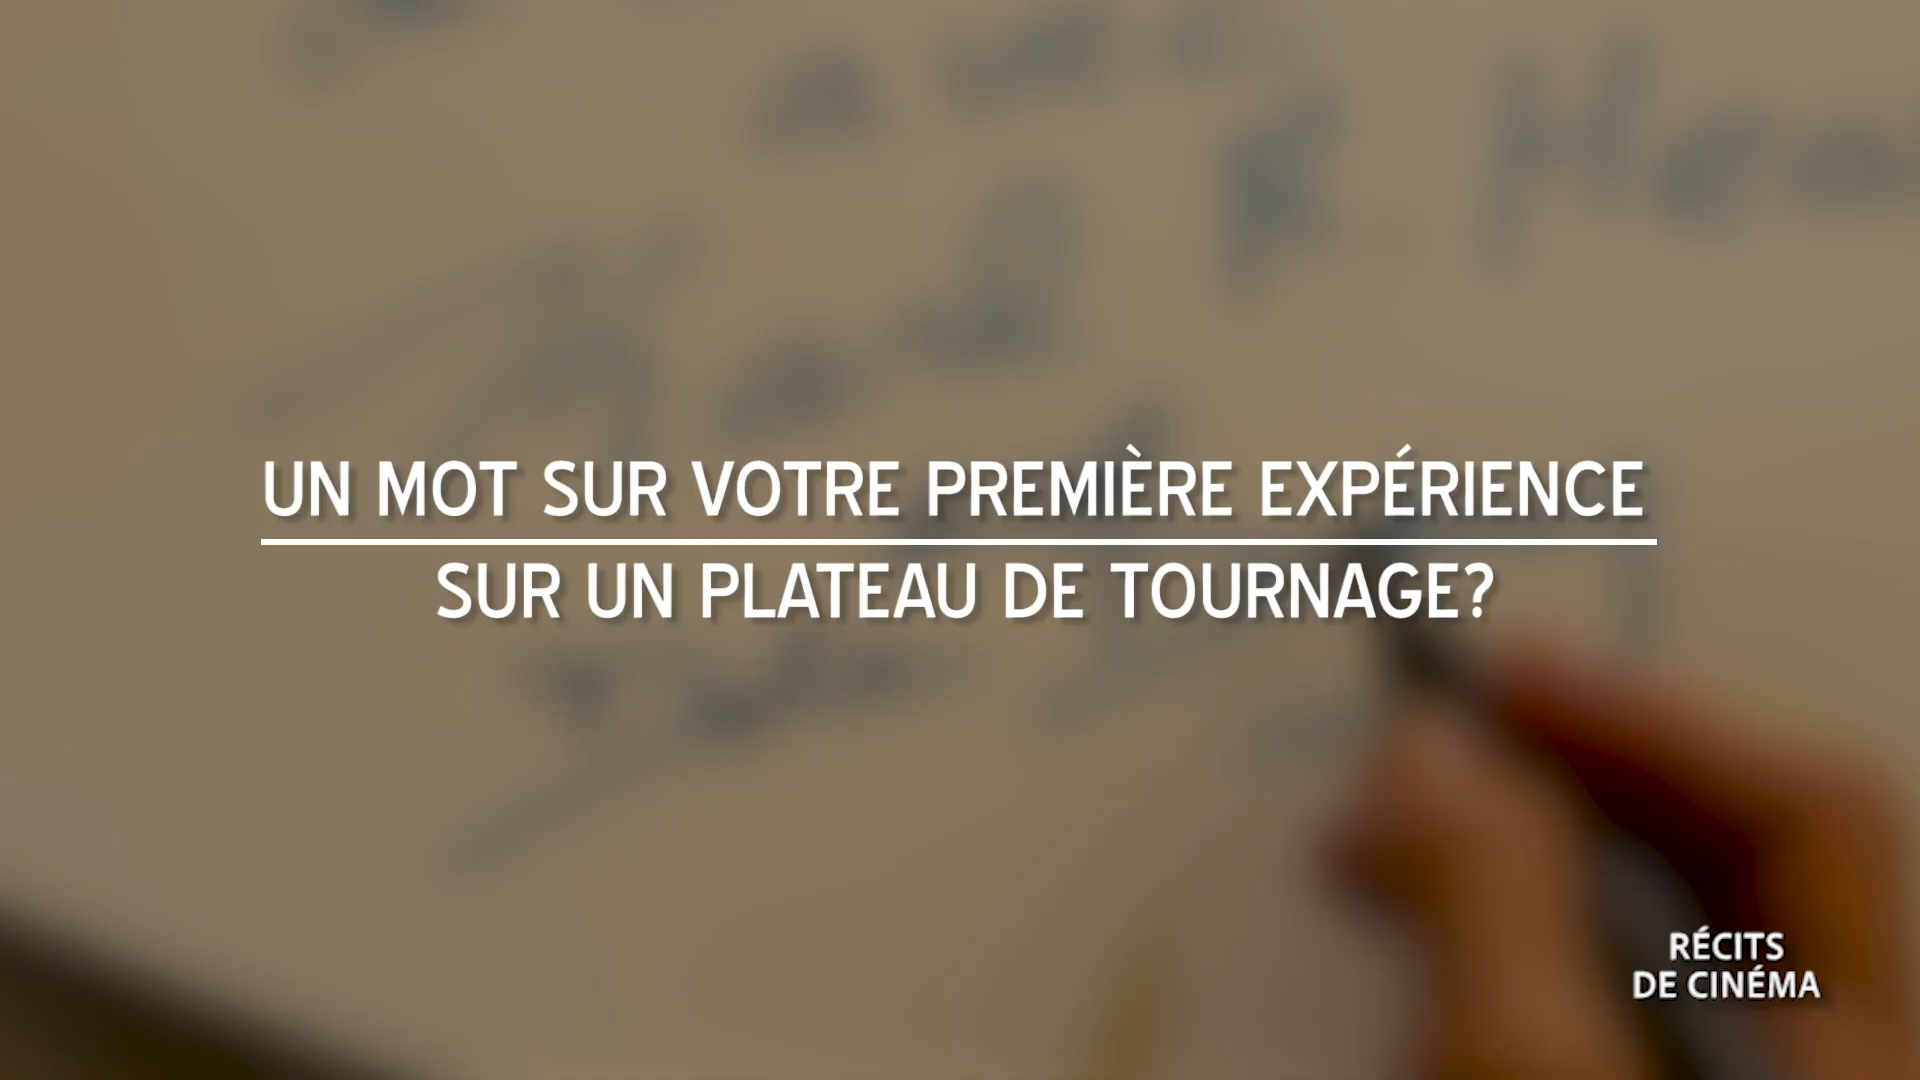 UN MOT SUR VOTRE PREMIÈRE EXPÉRIENCE
SUR UN PLATEAU DE TOURNAGE?
RÉCITS
DE CINÉMA